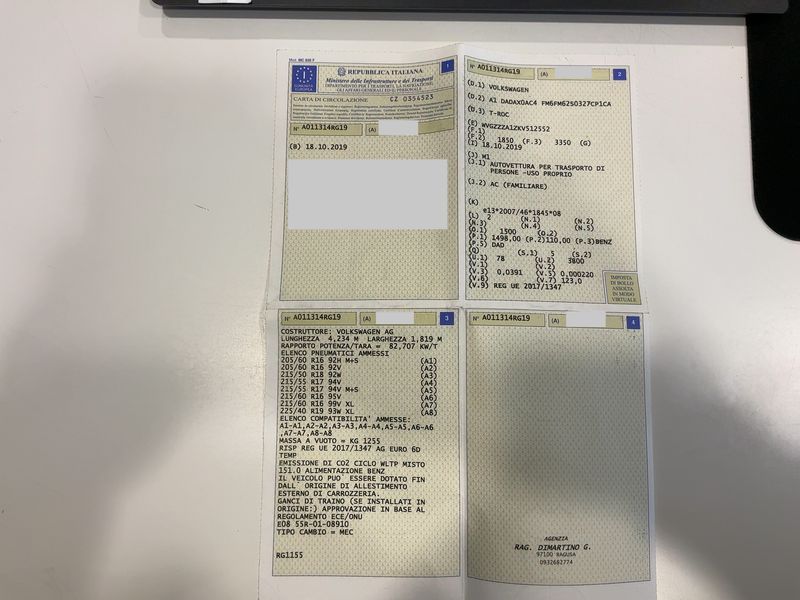 Mod. MC 820 F
1
COMUNITÀ
EUROPEA
I
REPUBBLICA ITALIANA
Ministero delle Infrastrutture e dei Trasporti
DIPARTIMENTO PER I TRASPORTI, LA NAVIGAZIONE,
GLI AFFARI GENERALI ED IL PERSONALE
CARTA DI CIRCOLAZIONE CZ 0354523
N° A011314RG19 (A)
(B) 18.10.2019
N° A011314RG19 (A) 2
(D.1) VOLKSWAGEN
(D.2) A1 DADAX0AC4 FM6FM62S0327CP1CA
(D.3) T-ROC
(E) WVGZZZA1ZKV512552
(F.1)
(F.2) 1850 (F.3) 3350 (G)
(I) 18.10.2019
(J) M1
(J.1) AUTOVETTURA PER TRASPORTO DI
PERSONE -USO PROPRIO
(J.2) AC (FAMILIARE)
(K)
e13*2007/46*1845*08
(L) 2 (N.1) (N.2)
(N.3) (N.4) (N.5)
(O.1) 1500 (O.2)
(P.1) 1498,00 (P.2)110,00 (P.3)BENZ
(P.5) DAD
(Q) (S.1) 5 (S.2)
(U.1) 78 (U.2) 3800
(V.1) (V.2)
(V.3) 0,0391 (V.5) 0,000220
(V.6) (V.7) 123,0
(V.9) REG UE 2017/1347
IMPOSTA
DI BOLLO
ASSOLTA
IN MODO
VIRTUALE
N° A011314RG19 (A) 3
COSTRUTTORE: VOLKSWAGEN AG
LUNGHEZZA 4,234 M LARGHEZZA 1,819 M
RAPPORTO POTENZA/TARA = 82,707 KW/T
ELENCO PNEUMATICI AMMESSI
205/60 R16 92H M+S (A1)
205/60 R16 92V (A2)
215/50 R18 92W (A3)
215/55 R17 94V (A4)
215/55 R17 94V M+S (A5)
215/60 R16 95V (A6)
215/60 R16 99V XL (A7)
225/40 R19 93W XL (A8)
ELENCO COMPATIBILITA' AMMESSE:
A1-A1,A2-A2,A3-A3,A4-A4,A5-A5,A6-A6
,A7-A7,A8-A8
MASSA A VUOTO = KG 1255
RISP REG UE 2017/1347 AG EURO 6D
TEMP
EMISSIONE DI CO2 CICLO WLTP MISTO
151.0 ALIMENTAZIONE BENZ
IL VEICOLO PUO' ESSERE DOTATO FIN
DALL' ORIGINE DI ALLESTIMENTO
ESTERNO DI CARROZZERIA.
GANCI DI TRAINO (SE INSTALLATI IN
ORIGINE:) APPROVAZIONE IN BASE AL
REGOLAMENTO ECE/ONU
E08 55R-01-08910
TIPO CAMBIO = MEC
RG1155
N° A011314RG19 (A) 4
AGENZIA
RAG. DIMARTINO G.
97100 RAGUSA
0932682774